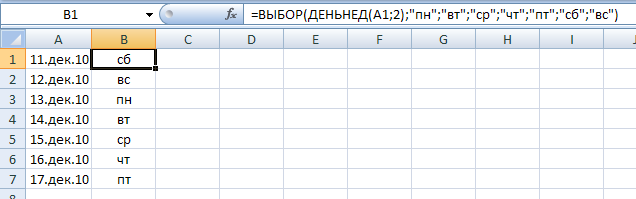 B1 fx =ВЫБОР(ДЕНЬНЕД(A1;2);"пн";"вт";"ср";"чт";"пт";"сб";"вс")
A B C D E F G H I J
1 11.дек.10 сб
2 12.дек.10 вс
3 13.дек.10 пн
4 14.дек.10 вт
5 15.дек.10 ср
6 16.дек.10 чт
7 17.дек.10 пт
8